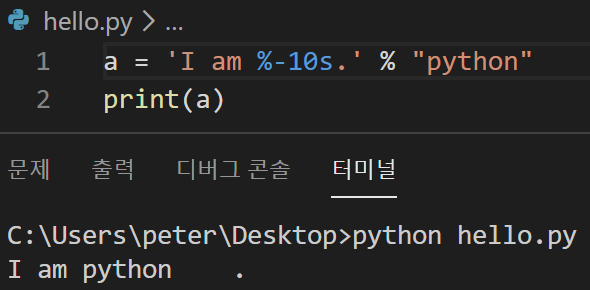 hello.py > ...
1 a = 'I am %-10s.' % "python"
2 print(a)
문제 출력 디버그 콘솔 터미널
C:\Users\peter\Desktop>python hello.py
I am python    .